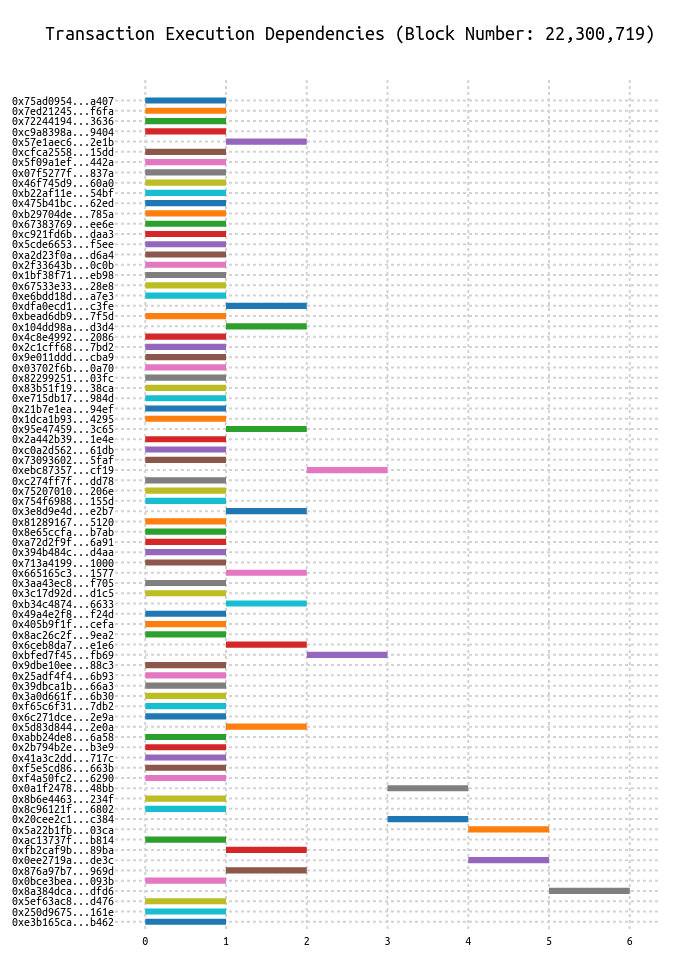 Transaction Execution Dependencies (Block Number: 22,300,719)
0x75ad0954...a407
0x7ed21245...f6fa
0x72244194...3636
0xc9a8398a...9404
0x57e1aec6...2e1b
0xcfca2558...15dd
0x5f09a1ef...442a
0x07f5277f...837a
0x46f745d9...60a0
0xb22af11e...54bf
0x475b41bc...62ed
0xb29704de...785a
0x67383769...ee6e
0xc921fd6b...daa3
0x5cde6653...f5ee
0xa2d23f0a...d6a4
0x2f33643b...0c0b
0x1bf38f71...eb98
0x67533e33...28e8
0xe6bdd18d...a7e3
0xdfa0ecd1...c3fe
0xbead6db9...7f5d
0x104dd98a...d3d4
0x4c8e4992...2086
0x2c1cff68...7bd2
0x9e011ddd...cba9
0x03702f6b...0a70
0x82299251...03fc
0x83b51f19...38ca
0xe715db17...984d
0x21b7e1ea...94ef
0x1dca1b93...4295
0x95e47459...3c65
0x2a442b39...1e4e
0xc0a2d562...61db
0x73093602...5faf
0xebc87357...cf19
0xc274ff7f...dd78
0x75207010...206e
0x754f6988...155d
0x3e8d9e4d...e2b7
0x81289167...5120
0x8e65ccfa...b7ab
0xa72d2f9f...6a91
0x394b484c...d4aa
0x713a4199...1000
0x665165c3...1577
0x3aa43ec8...f705
0x3c17d92d...d1c5
0xb34c4874...6633
0x49a4e2f8...f24d
0x405b9f1f...cefa
0x8ac26c2f...9ea2
0x6ceb8da7...e1e6
0xbfed7f45...fb69
0x9dbe10ee...88c3
0x25adf4f4...6b93
0x39dbca1b...66a3
0x3a0d661f...6b30
0xf65c6f31...7db2
0x6c271dce...2e9a
0x5d83d844...2e0a
0xabb24de8...6a58
0x2b794b2e...b3e9
0x41a3c2dd...717c
0xf5e5cd86...663b
0xf4a50fc2...6290
0x0a1f2478...48bb
0x8b6e4463...234f
0x8c96121f...6802
0x20cee2c1...c384
0x5a22b1fb...03ca
0xac13737f...b814
0xfb2caf9b...89ba
0x0ee2719a...de3c
0x876a97b7...969d
0x0bce3bea...093b
0x8a384dca...dfd6
0x5ef63ac8...d476
0x250d9675...161e
0xe3b165ca...b462
0 1 2 3 4 5 6